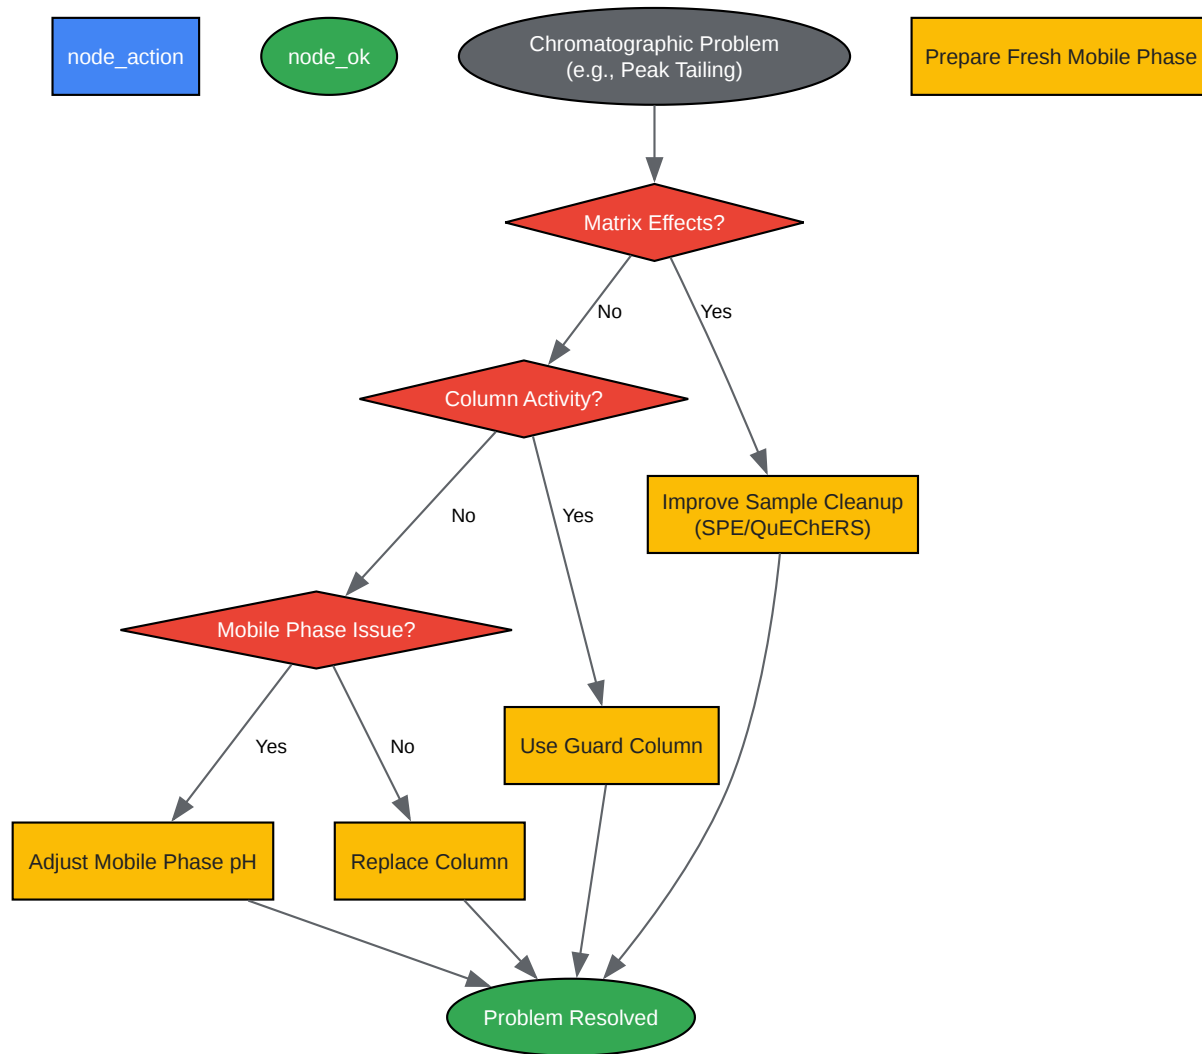 node_action
node_ok
Chromatographic Problem
(e.g., Peak Tailing)
Prepare Fresh Mobile Phase
Matrix Effects?
No
Yes
Column Activity?
Improve Sample Cleanup
(SPE/QuEChERS)
No
Yes
Mobile Phase Issue?
Use Guard Column
Yes
No
Adjust Mobile Phase pH
Replace Column
Problem Resolved